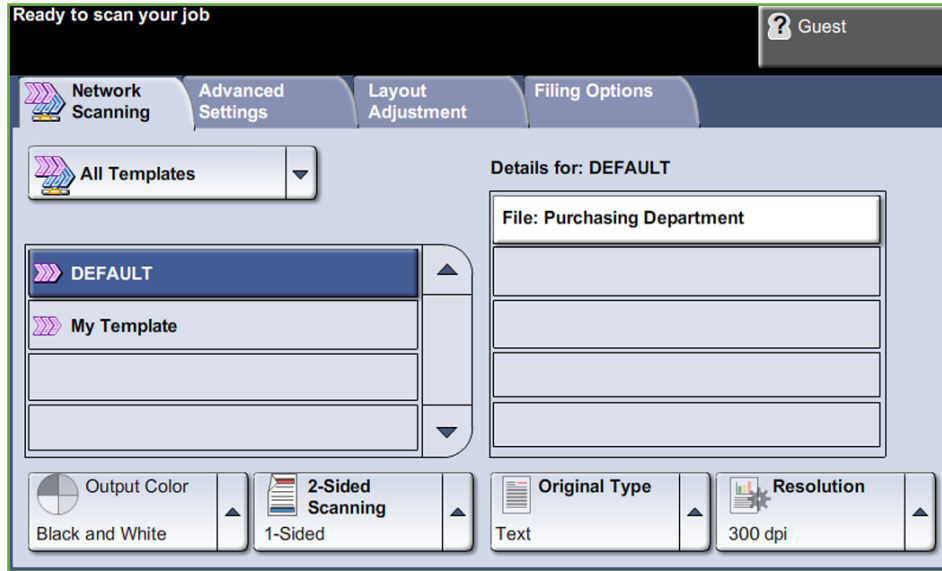 Ready to scan your job
? Guest
Network
Scanning
Advanced
Settings
Layout
Adjustment
Filing Options
All Templates
Details for: DEFAULT
File: Purchasing Department
DEFAULT
My Template
Output Color
Black and White
2-Sided
Scanning
1-Sided
Original Type
Text
Resolution
300 dpi